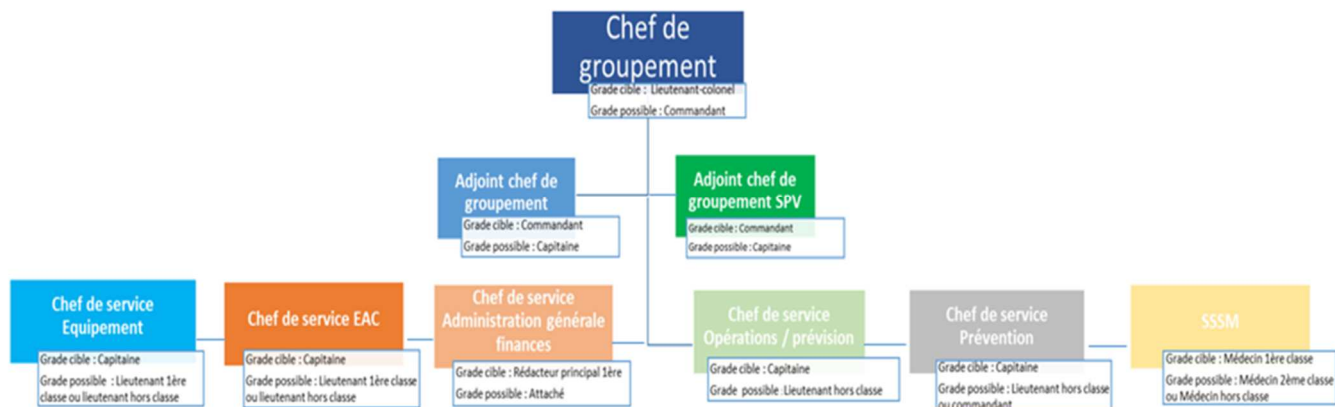 Chef de
groupement
Grade cible : Lieutenant-colonel
Grade possible : Commandant
Adjoint chef de
groupement
Grade cible : Commandant
Grade possible : Capitaine
Adjoint chef de
groupement SPV
Grade cible : Commandant
Grade possible : Capitaine
Chef de service
Equipement
Grade cible : Capitaine
Grade possible : Lieutenant 1ère
classe ou lieutenant hors classe
Chef de service EAC
Grade cible : Capitaine
Grade possible : Lieutenant 1ère classe
ou lieutenant hors classe
Chef de service
Administration générale
finances
Grade cible : Rédacteur principal 1ère
Grade possible : Attaché
Chef de service
Opérations / prévision
Grade cible : Capitaine
Grade possible : Lieutenant hors classe
Chef de service
Prévention
Grade cible : Capitaine
Grade possible : Lieutenant hors classe
ou commandant
SSSM
Grade cible : Médecin 1ère classe
Grade possible : Médecin 2ème classe
ou Médecin hors classe